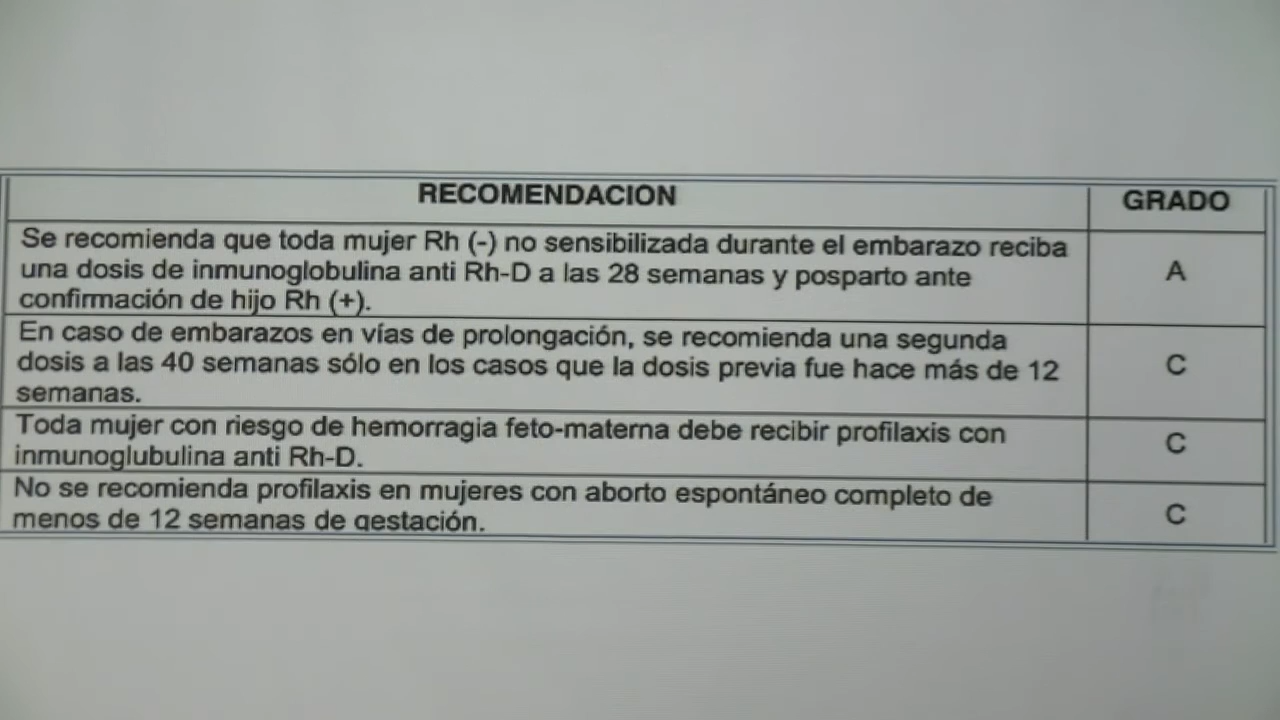 RECOMENDACION
GRADO
Se recomienda que toda mujer Rh (-) no sensibilizada durante el embarazo reciba
una dosis de inmunoglobulina anti Rh-D a las 28 semanas y posparto ante
confirmación de hijo Rh (+).
A
En caso de embarazos en vías de prolongación, se recomienda una segunda
dosis a las 40 semanas sólo en los casos que la dosis previa fue hace más de 12
semanas.
C
Toda mujer con riesgo de hemorragia feto-materna debe recibir profilaxis con
inmunoglubulina anti Rh-D.
C
No se recomienda profilaxis en mujeres con aborto espontáneo completo de
menos de 12 semanas de gestación.
C